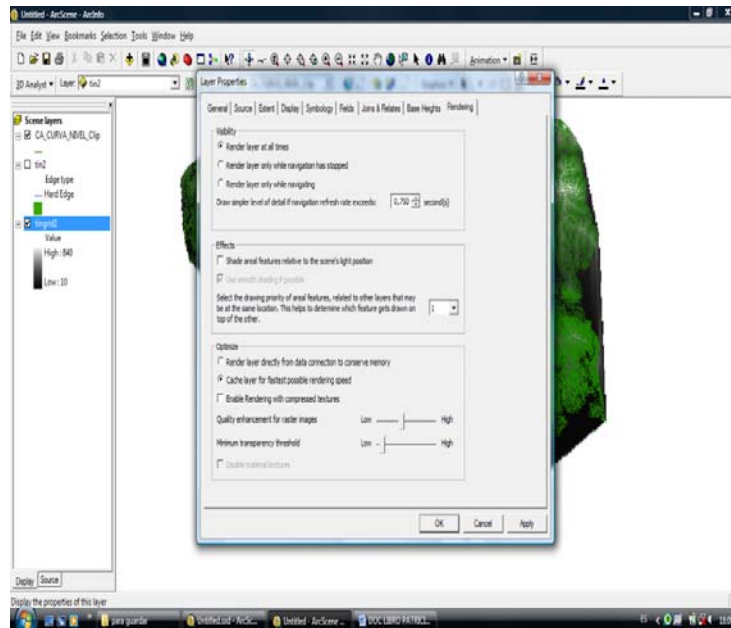 Untitled - ArcScene - ArcInfo
File Edit View Bookmarks Selection Tools Window Help
Animation
3D Analyst Layer: tin2
Scene layers
CA_CURVA_NIVEL_Clip
tin2
Edge type
Hard Edge
tingrid2
Value
High : 840
Low : 10
Display Source
Display the properties of this layer
Layer Properties
General Source Extent Display Symbology Fields Joins & Relates Base Heights Rendering
Visibility
Render layer at all times
Render layer only while navigation has stopped
Render layer only while navigating
Draw simpler level of detail if navigation refresh rate exceeds: 0,750 second(s)
Effects
Shade areal features relative to the scene's light position
Use smooth shading if possible
Select the drawing priority of areal features, related to other layers that may
be at the same location. This helps to determine which feature gets drawn on
top of the other.
1
Optimize
Render layer directly from data connection to conserve memory
Cache layer for fastest possible rendering speed
Enable Rendering with compressed textures
Quality enhancement for raster images Low High
Minimum transparency threshold Low High
Disable material textures
OK Cancel Apply
para guardar
Untitled.sxd - ArcSc...
Untitled - ArcScene ...
DOC LIBRO PATRICI...
ES